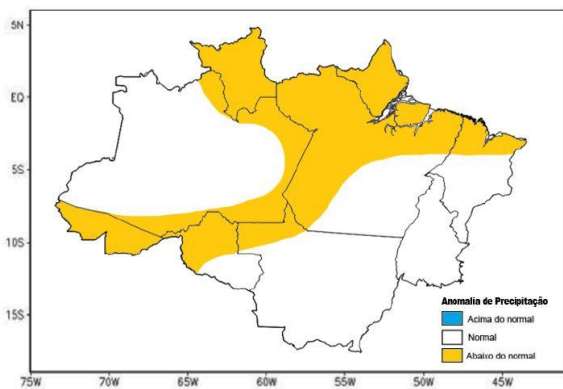 5N
EQ
5S
10S
15S
75W
70W
65W
60W
55W
50W
45W
Anomalia de Precipitação
Acima do normal
Normal
Abaixo do normal